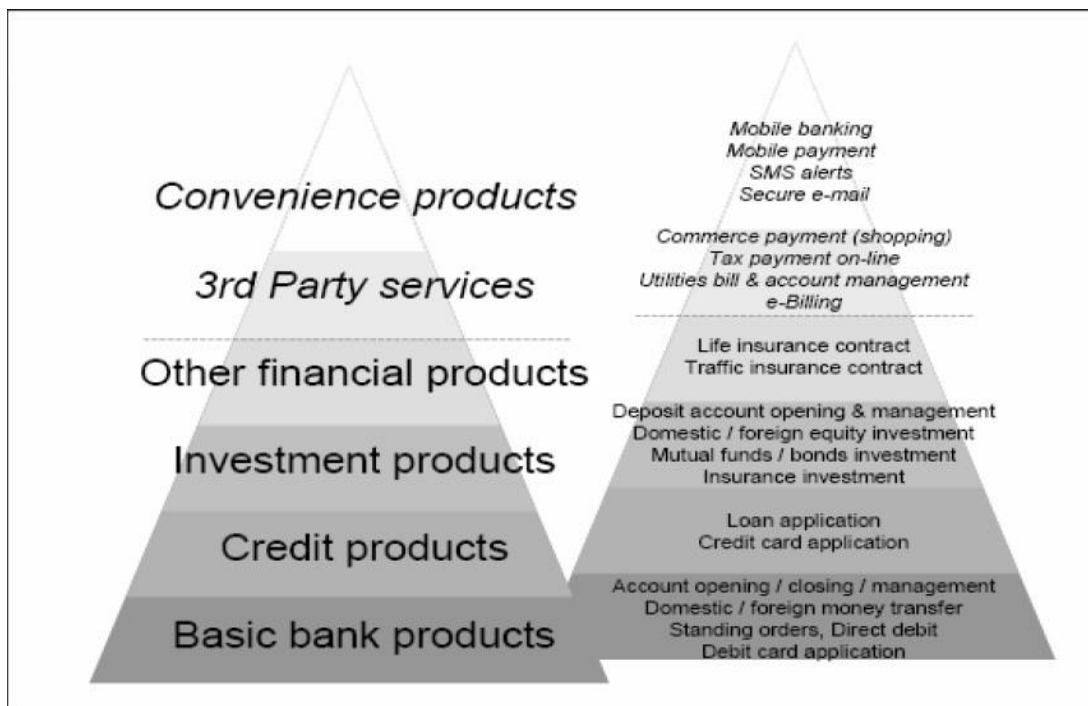 Convenience products
3rd Party services
Other financial products
Investment products
Credit products
Basic bank products
Mobile banking
Mobile payment
SMS alerts
Secure e-mail
Commerce payment (shopping)
Tax payment on-line
Utilities bill & account management
e-Billing
Life insurance contract
Traffic insurance contract
Deposit account opening & management
Domestic / foreign equity investment
Mutual funds / bonds investment
Insurance investment
Loan application
Credit card application
Account opening / closing / management
Domestic / foreign money transfer
Standing orders, Direct debit
Debit card application